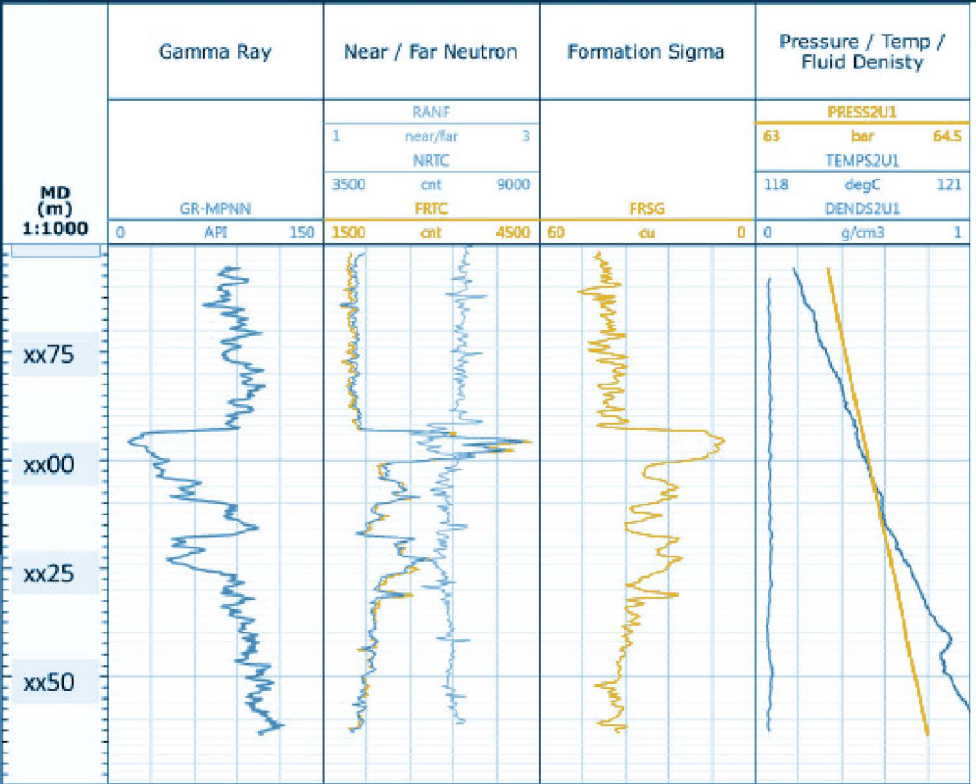 Gamma Ray
Near / Far Neutron
Formation Sigma
Pressure / Temp /
Fluid Denisty
MD
(m)
1:1000
GR-MPNN
0 API 150
RANF
1 near/far 3
NRTC
3500 cnt 9000
FRTC
1500 cnt 4500
FRSG
60 cu 0
PRESS2U1
63 bar 64.5
TEMPS2U1
118 degC 121
DENDS2U1
0 g/cm3 1
xx75
xx00
xx25
xx50